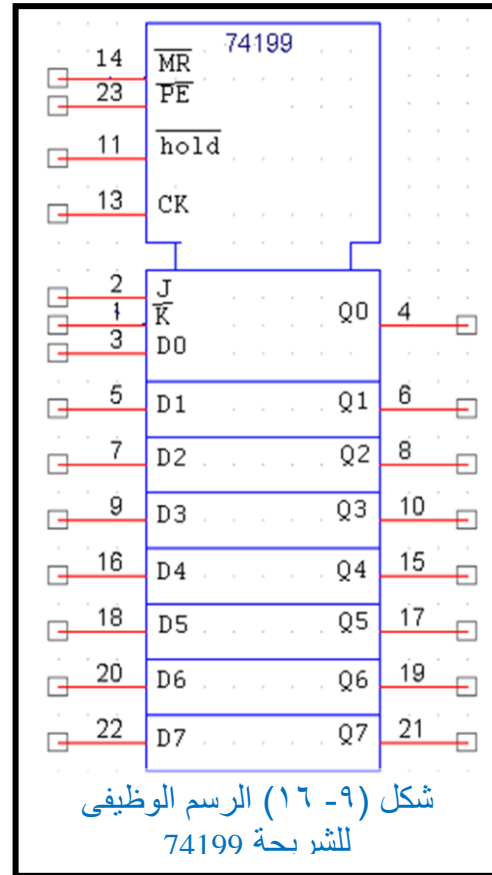 74199
14 MR
23 PE
11 hold
13 CK
2 J
1 K
3 D0 Q0 4
5 D1 Q1 6
7 D2 Q2 8
9 D3 Q3 10
16 D4 Q4 15
18 D5 Q5 17
20 D6 Q6 19
22 D7 Q7 21
شكل (٩- ١٦) الرسم الوظيفى
للشريحة 74199